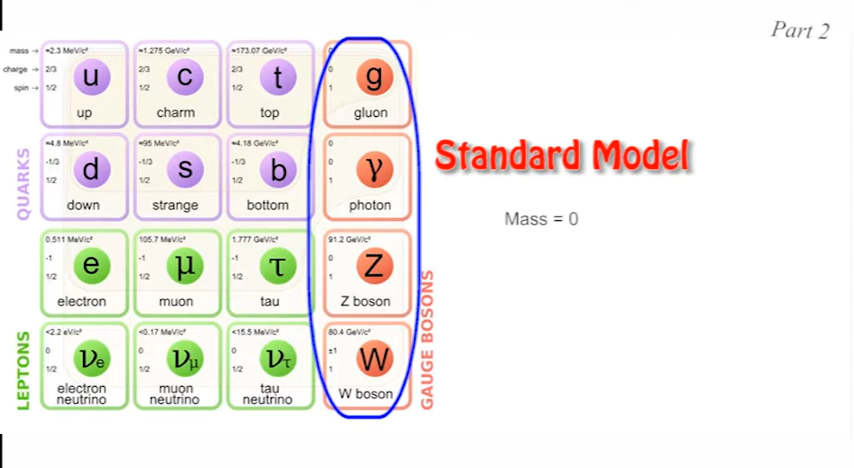 Part 2
mass → ≈2.3 MeV/c² ≈1.275 GeV/c² ≈173.07 GeV/c² 0
charge → 2/3 2/3 2/3 0
spin → 1/2 1/2 1/2 1
u c t g
up charm top gluon
QUARKS
≈4.8 MeV/c² ≈95 MeV/c² ≈4.18 GeV/c² 0
-1/3 -1/3 -1/3 0
1/2 1/2 1/2 1
d s b γ
down strange bottom photon
Standard Model
Mass = 0
0.511 MeV/c² 105.7 MeV/c² 1.777 GeV/c² 91.2 GeV/c²
-1 -1 -1 0
1/2 1/2 1/2 1
e μ τ Z
electron muon tau Z boson
GAUGE BOSONS
LEPTONS
<2.2 eV/c² <0.17 MeV/c² <15.5 MeV/c² 80.4 GeV/c²
0 0 0 ±1
1/2 1/2 1/2 1
νe νμ ντ W
electron neutrino muon neutrino tau neutrino W boson